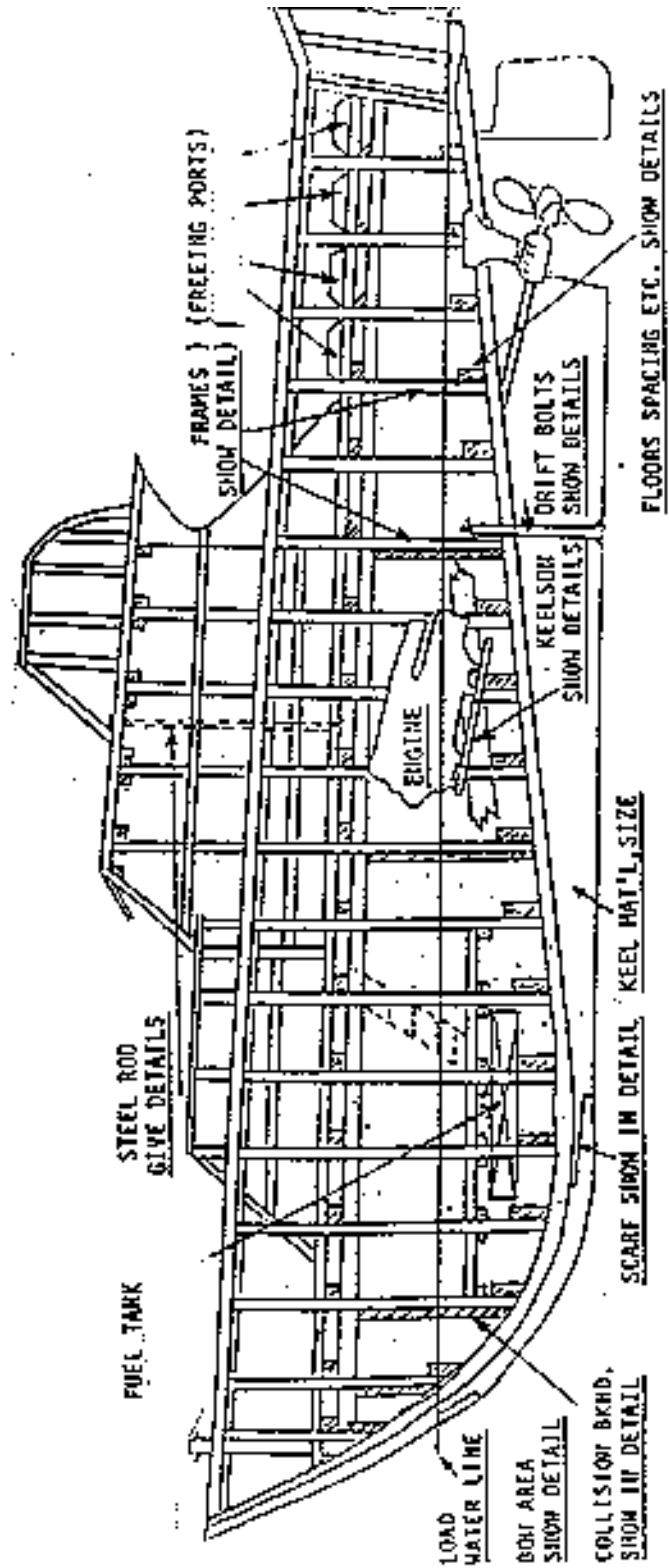 FUEL TANK
STEEL ROD
GIVE DETAILS
FRAMES } {FREEING PORTS}
SHOW DETAIL}
ENGINE
LOAD
WATER LINE
BOW AREA
SHOW DETAIL
COLLISION BKHD.
SHOW IN DETAIL
SCARF SHOW IN DETAIL
KEEL MAT'L,SIZE
KEELSON
SHOW DETAILS
DRIFT BOLTS
SHOW DETAILS
FLOORS SPACING ETC. SHOW DETAILS